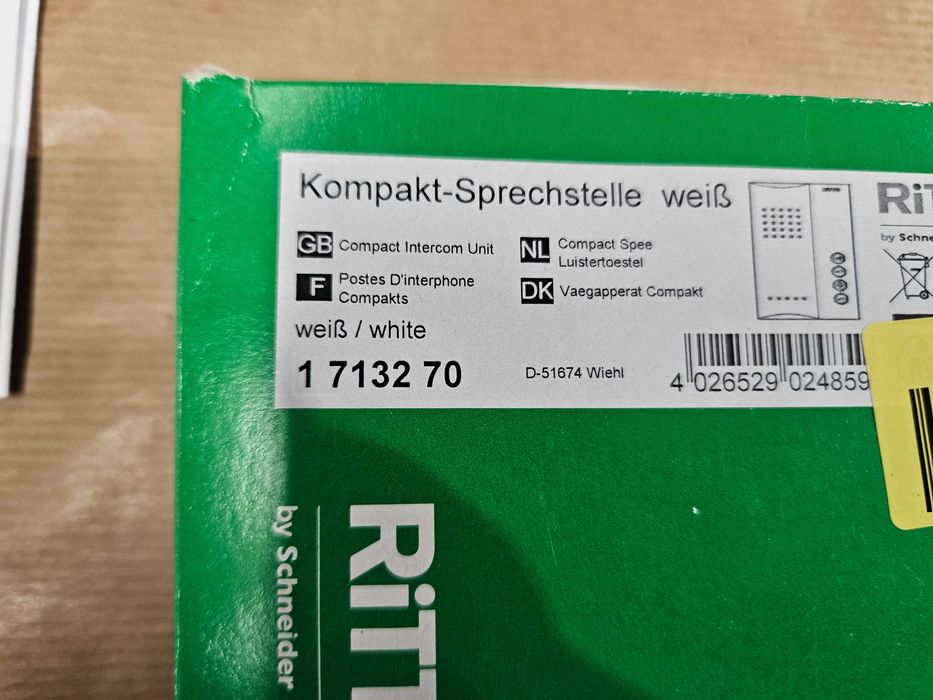 Kompakt-Sprechstelle weiß
GB Compact Intercom Unit
F Postes D'interphone
Compakts
NL Compact Spee
Luistertoestel
DK Vaegapperat Compakt
weiß / white
1 7132 70
D-51674 Wiehl
4 026529 024859
RiT
by Schne
RiTT
by Schneider